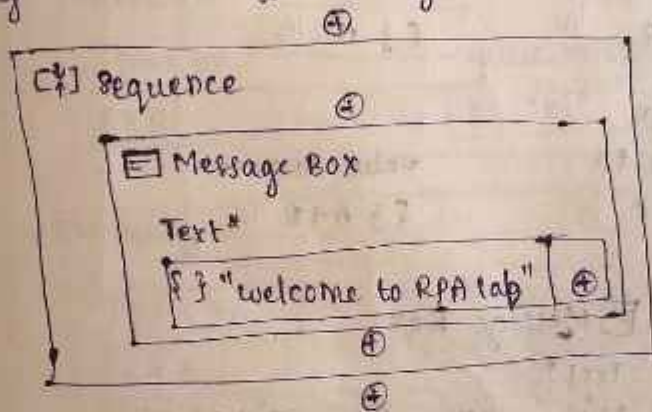 ⊕
[‡] Sequence
⊕
Message Box
Text*
{ } "welcome to RPA lab" ⊕
⊕
⊕